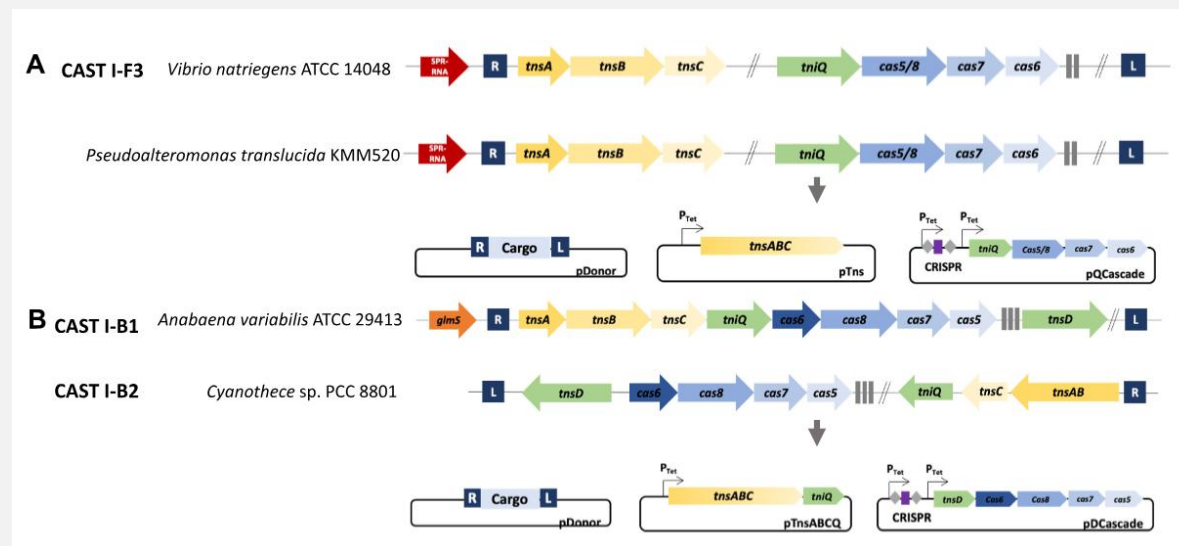 A CAST I-F3 Vibrio natriegens ATCC 14048 SPR-RNA R tnsA tnsB tnsC // tniQ cas5/8 cas7 cas6 // L
Pseudoalteromonas translucida KMM520 SPR-RNA R tnsA tnsB tnsC // tniQ cas5/8 cas7 cas6 // L
PTet PTet PTet
R Cargo L tnsABC tniQ Cas5/8 cas7 cas6
CRISPR
pDonor pTns pQCascade
B CAST I-B1 Anabaena variabilis ATCC 29413 glmS R tnsA tnsB tnsC tniQ cas6 cas8 cas7 cas5 tnsD // L
CAST I-B2 Cyanothece sp. PCC 8801 L tnsD cas6 cas8 cas7 cas5 // tniQ tnsC tnsAB R
PTet PTet PTet
R Cargo L tnsABC tniQ tnsD Cas6 Cas8 cas7 cas5
CRISPR
pDonor pTnsABCQ pDCascade